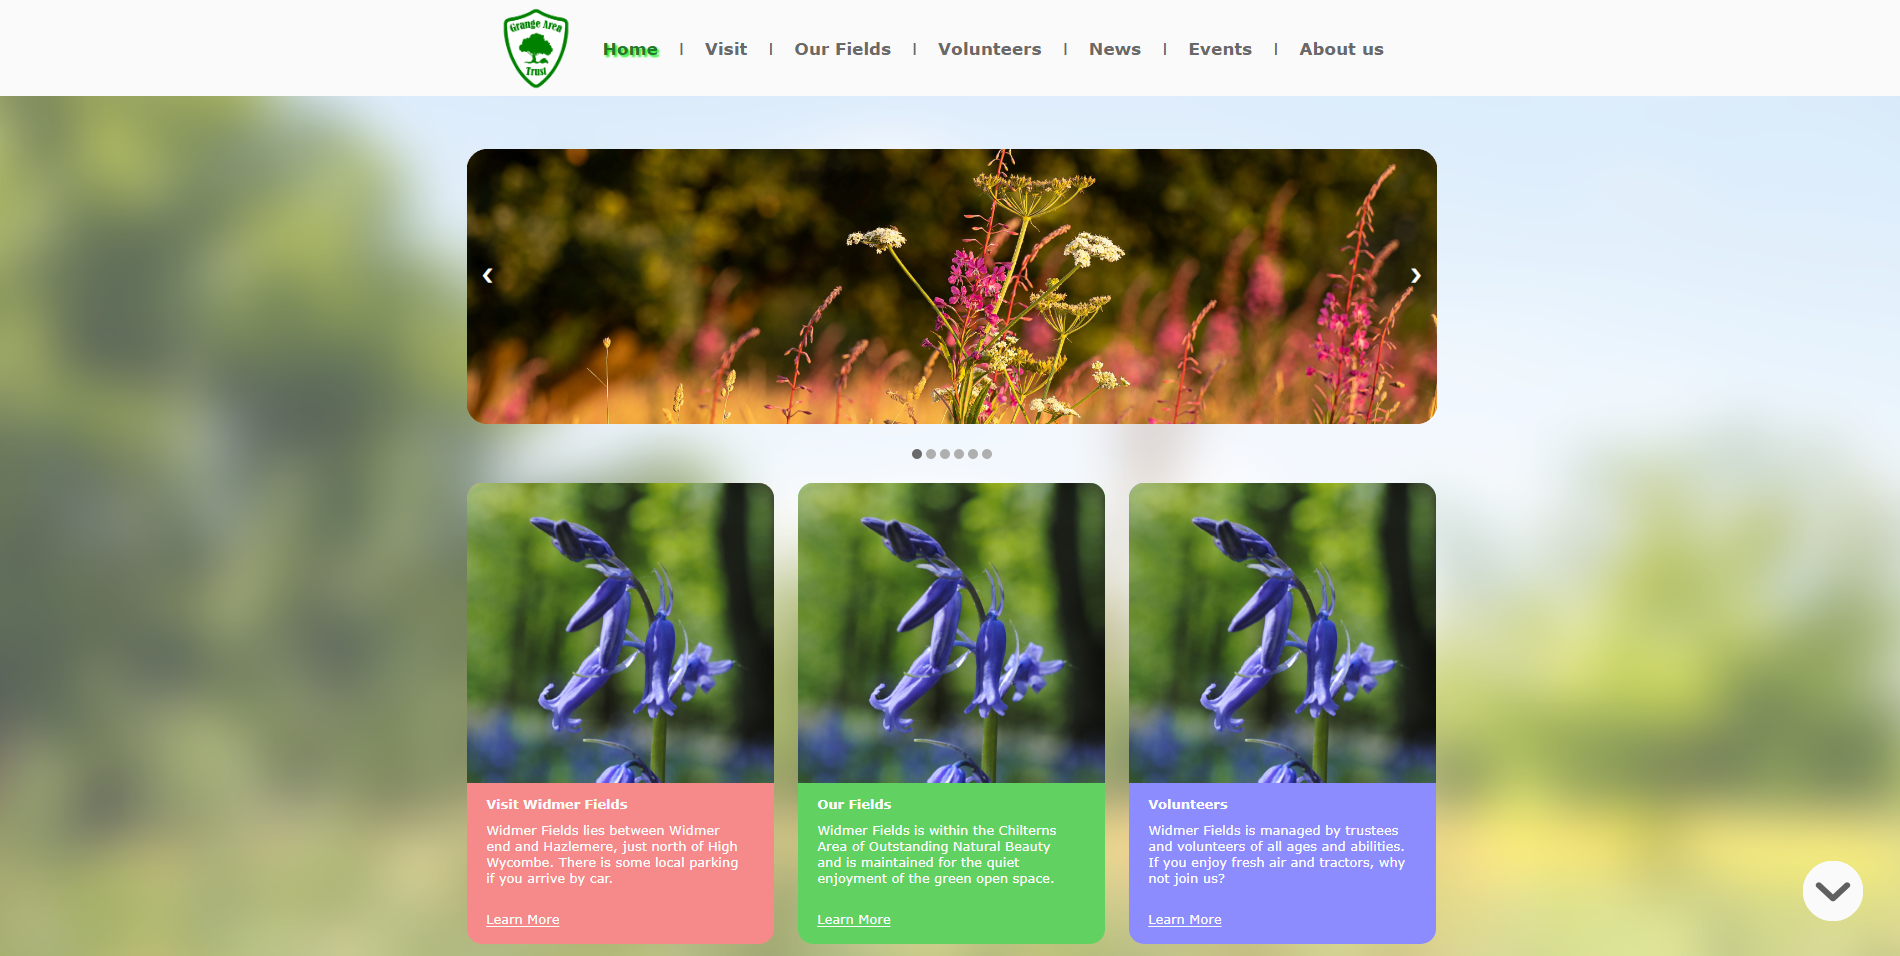 Grange Area
Trust
Home | Visit | Our Fields | Volunteers | News | Events | About us
Visit Widmer Fields
Widmer Fields lies between Widmer
end and Hazlemere, just north of High
Wycombe. There is some local parking
if you arrive by car.
Learn More
Our Fields
Widmer Fields is within the Chilterns
Area of Outstanding Natural Beauty
and is maintained for the quiet
enjoyment of the green open space.
Learn More
Volunteers
Widmer Fields is managed by trustees
and volunteers of all ages and abilities.
If you enjoy fresh air and tractors, why
not join us?
Learn More